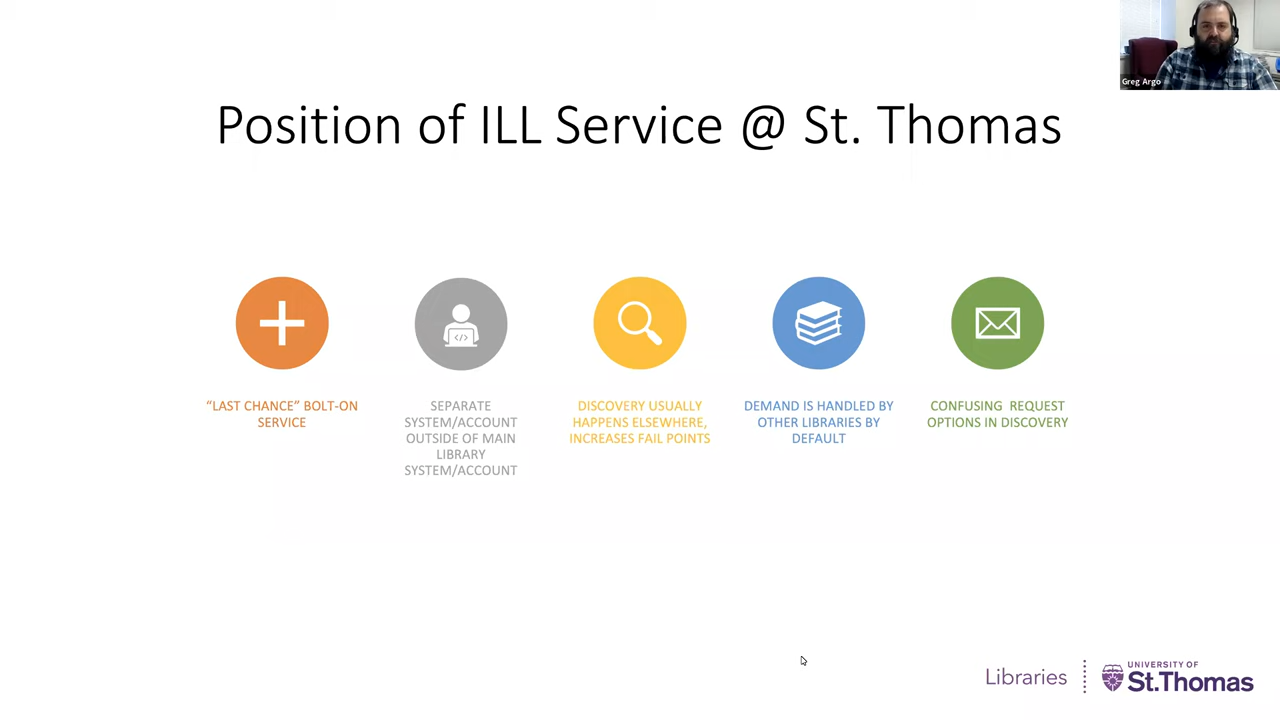 Greg Argo
Position of ILL Service @ St. Thomas
</>
“LAST CHANCE” BOLT-ON
SERVICE
SEPARATE
SYSTEM/ACCOUNT
OUTSIDE OF MAIN
LIBRARY
SYSTEM/ACCOUNT
DISCOVERY USUALLY
HAPPENS ELSEWHERE,
INCREASES FAIL POINTS
DEMAND IS HANDLED BY
OTHER LIBRARIES BY
DEFAULT
CONFUSING REQUEST
OPTIONS IN DISCOVERY
Libraries
UNIVERSITY OF
St.Thomas